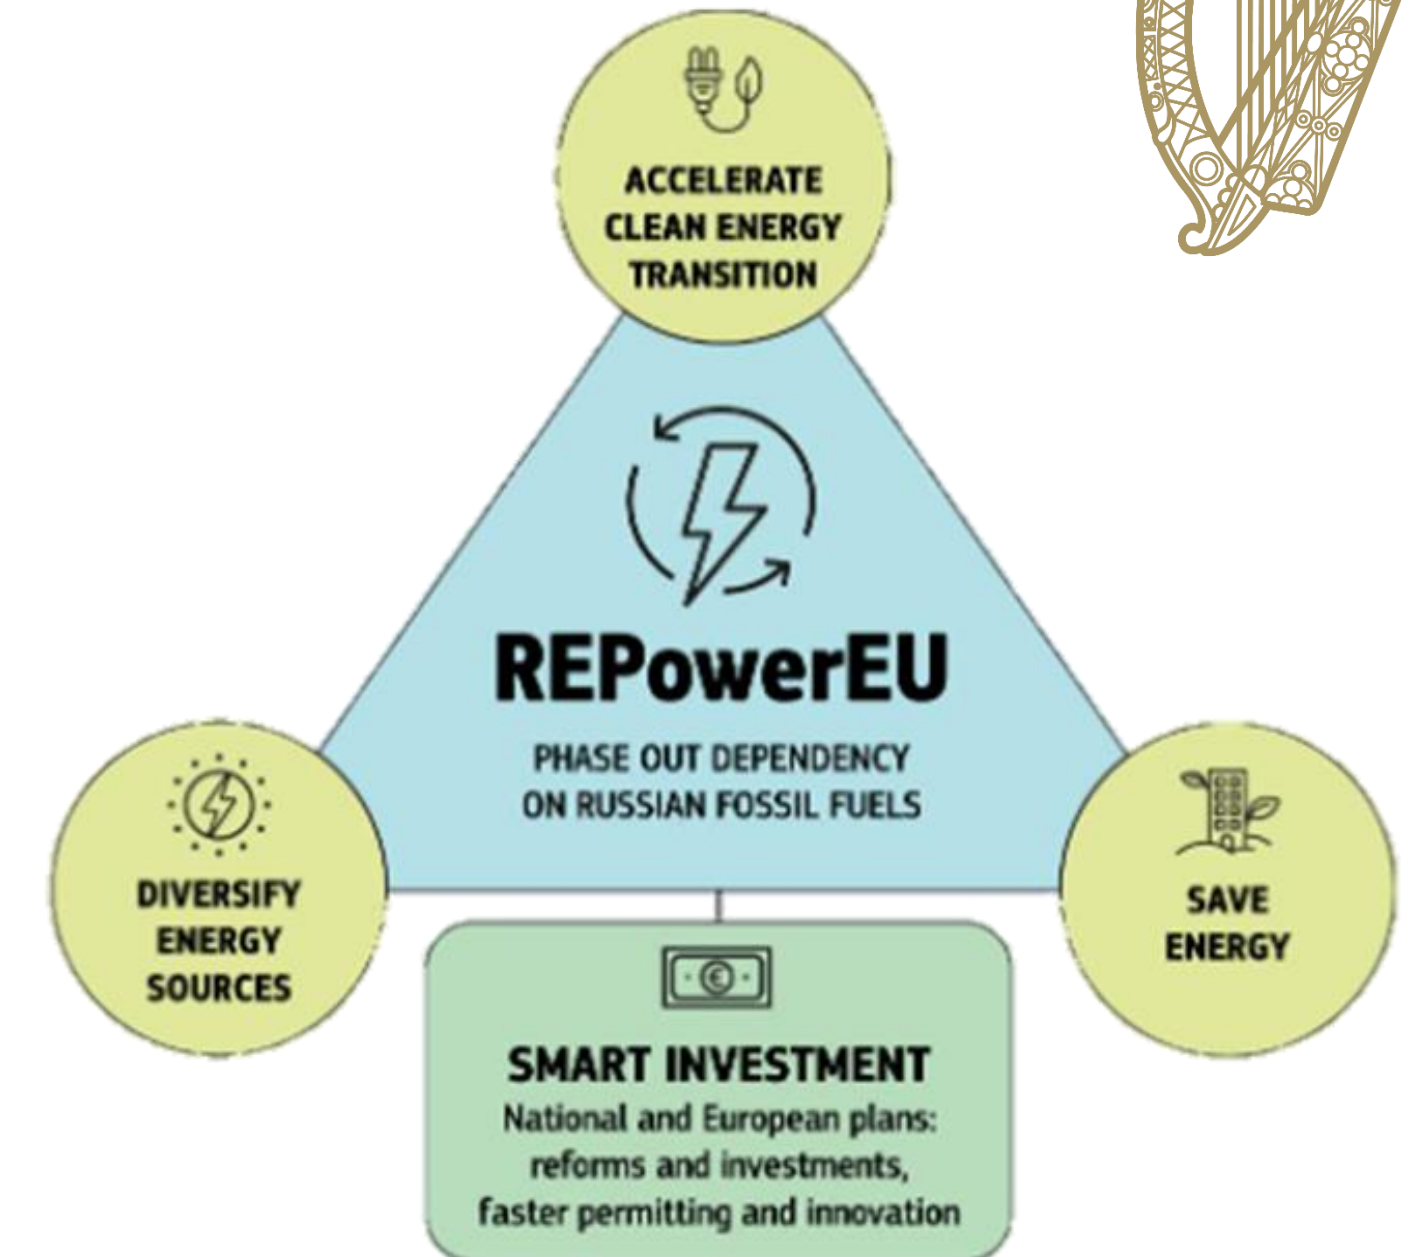 ACCELERATE
CLEAN ENERGY
TRANSITION
REPowerEU
PHASE OUT DEPENDENCY
ON RUSSIAN FOSSIL FUELS
DIVERSIFY
ENERGY
SOURCES
SAVE
ENERGY
€
SMART INVESTMENT
National and European plans:
reforms and investments,
faster permitting and innovation